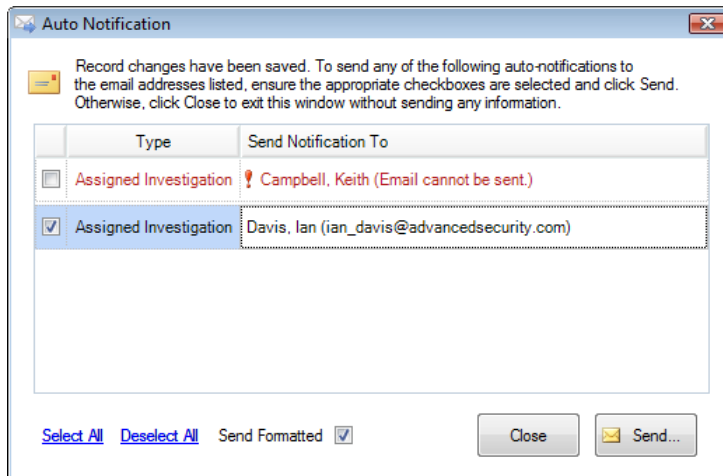 Auto Notification
Record changes have been saved. To send any of the following auto-notifications to
the email addresses listed, ensure the appropriate checkboxes are selected and click Send.
Otherwise, click Close to exit this window without sending any information.
Type Send Notification To
Assigned Investigation Campbell, Keith (Email cannot be sent.)
Assigned Investigation Davis, Ian (ian_davis@advancedsecurity.com)
Select All Deselect All Send Formatted Close Send...